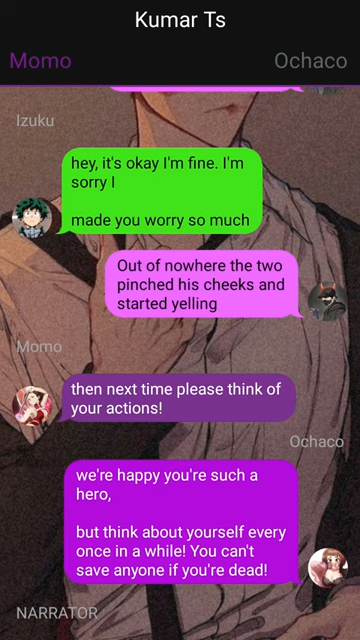 Kumar Ts
Momo
Ochaco
Izuku
hey, it's okay I'm fine. I'm
sorry I
made you worry so much
Out of nowhere the two
pinched his cheeks and
started yelling
Momo
then next time please think of
your actions!
Ochaco
we're happy you're such a
hero,
but think about yourself every
once in a while! You can't
save anyone if you're dead!
NARRATOR